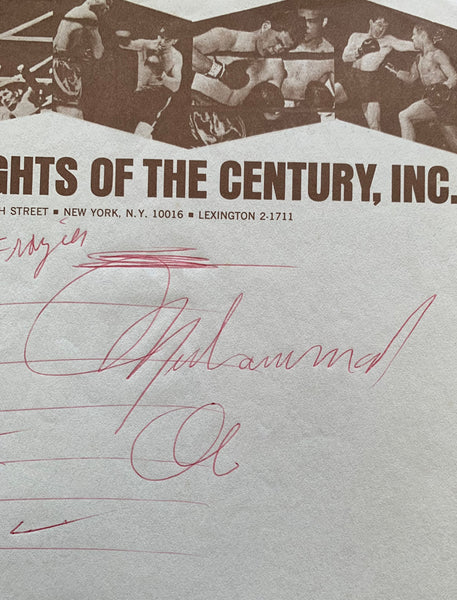 GHTS OF THE CENTURY, INC.
H STREET ▪ NEW YORK, N.Y. 10016 ▪ LEXINGTON 2-1711
Frazier
Muhammad
Ali